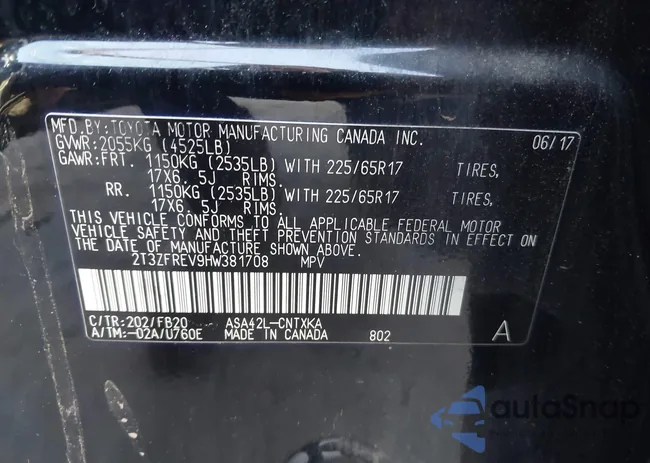 MFD.BY:TOYOTA MOTOR MANUFACTURING CANADA INC. 06/17
GVWR:2055KG (4525LB)
GAWR:FRT. 1150KG (2535LB) WITH 225/65R17 TIRES,
17X6.5J RIMS.
RR. 1150KG (2535LB) WITH 225/65R17 TIRES,
17X6.5J RIMS.
THIS VEHICLE CONFORMS TO ALL APPLICABLE FEDERAL MOTOR
VEHICLE SAFETY AND THEFT PREVENTION STANDARDS IN EFFECT ON
THE DATE OF MANUFACTURE SHOWN ABOVE.
2T3ZFREV9HW381708 MPV
C/TR:202/FB20 ASA42L-CNTXKA
A/TM:-02A/U760E MADE IN CANADA 802 A
autoSnap